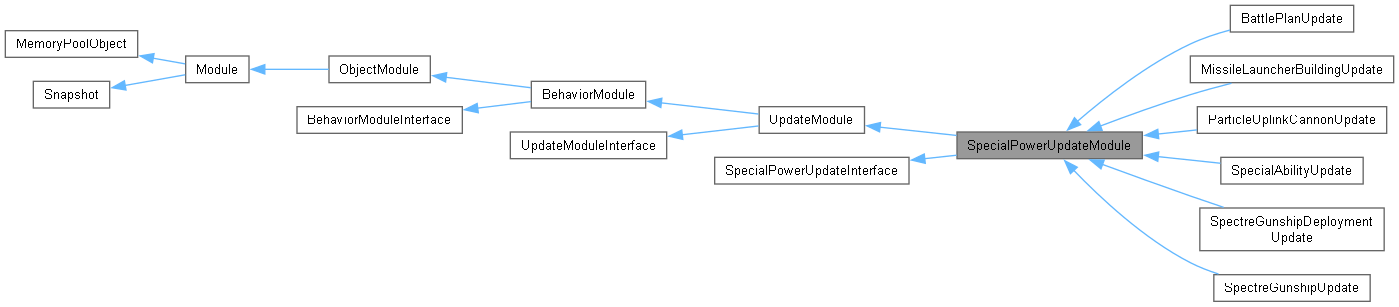 MemoryPoolObject
Snapshot
Module
ObjectModule
BehaviorModuleInterface
BehaviorModule
UpdateModuleInterface
UpdateModule
SpecialPowerUpdateInterface
SpecialPowerUpdateModule
BattlePlanUpdate
MissileLauncherBuildingUpdate
ParticleUplinkCannonUpdate
SpecialAbilityUpdate
SpectreGunshipDeployment
Update
SpectreGunshipUpdate